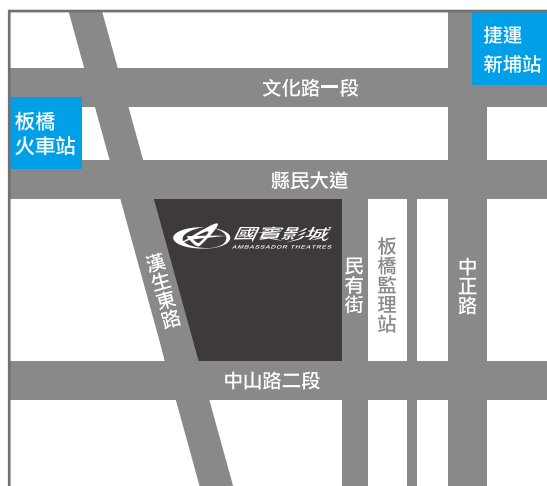 捷運
新埔站
文化路一段
板橋
火車站
縣民大道
國賓影城
AMBASSADOR THEATRES
漢生東路
民有街
板橋監理站
中正路
中山路二段